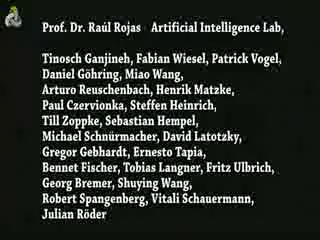 Prof. Dr. Raúl Rojas Artificial Intelligence Lab,
Tinosch Ganjineh, Fabian Wiesel, Patrick Vogel,
Daniel Göhring, Miao Wang,
Arturo Reuschenbach, Henrik Matzke,
Paul Czervionka, Steffen Heinrich,
Till Zoppke, Sebastian Hempel,
Michael Schnürmacher, David Latotzky,
Gregor Gebhardt, Ernesto Tapia,
Bennet Fischer, Tobias Langner, Fritz Ulbrich,
Georg Bremer, Shuying Wang,
Robert Spangenberg, Vitali Schauermann,
Julian Röder